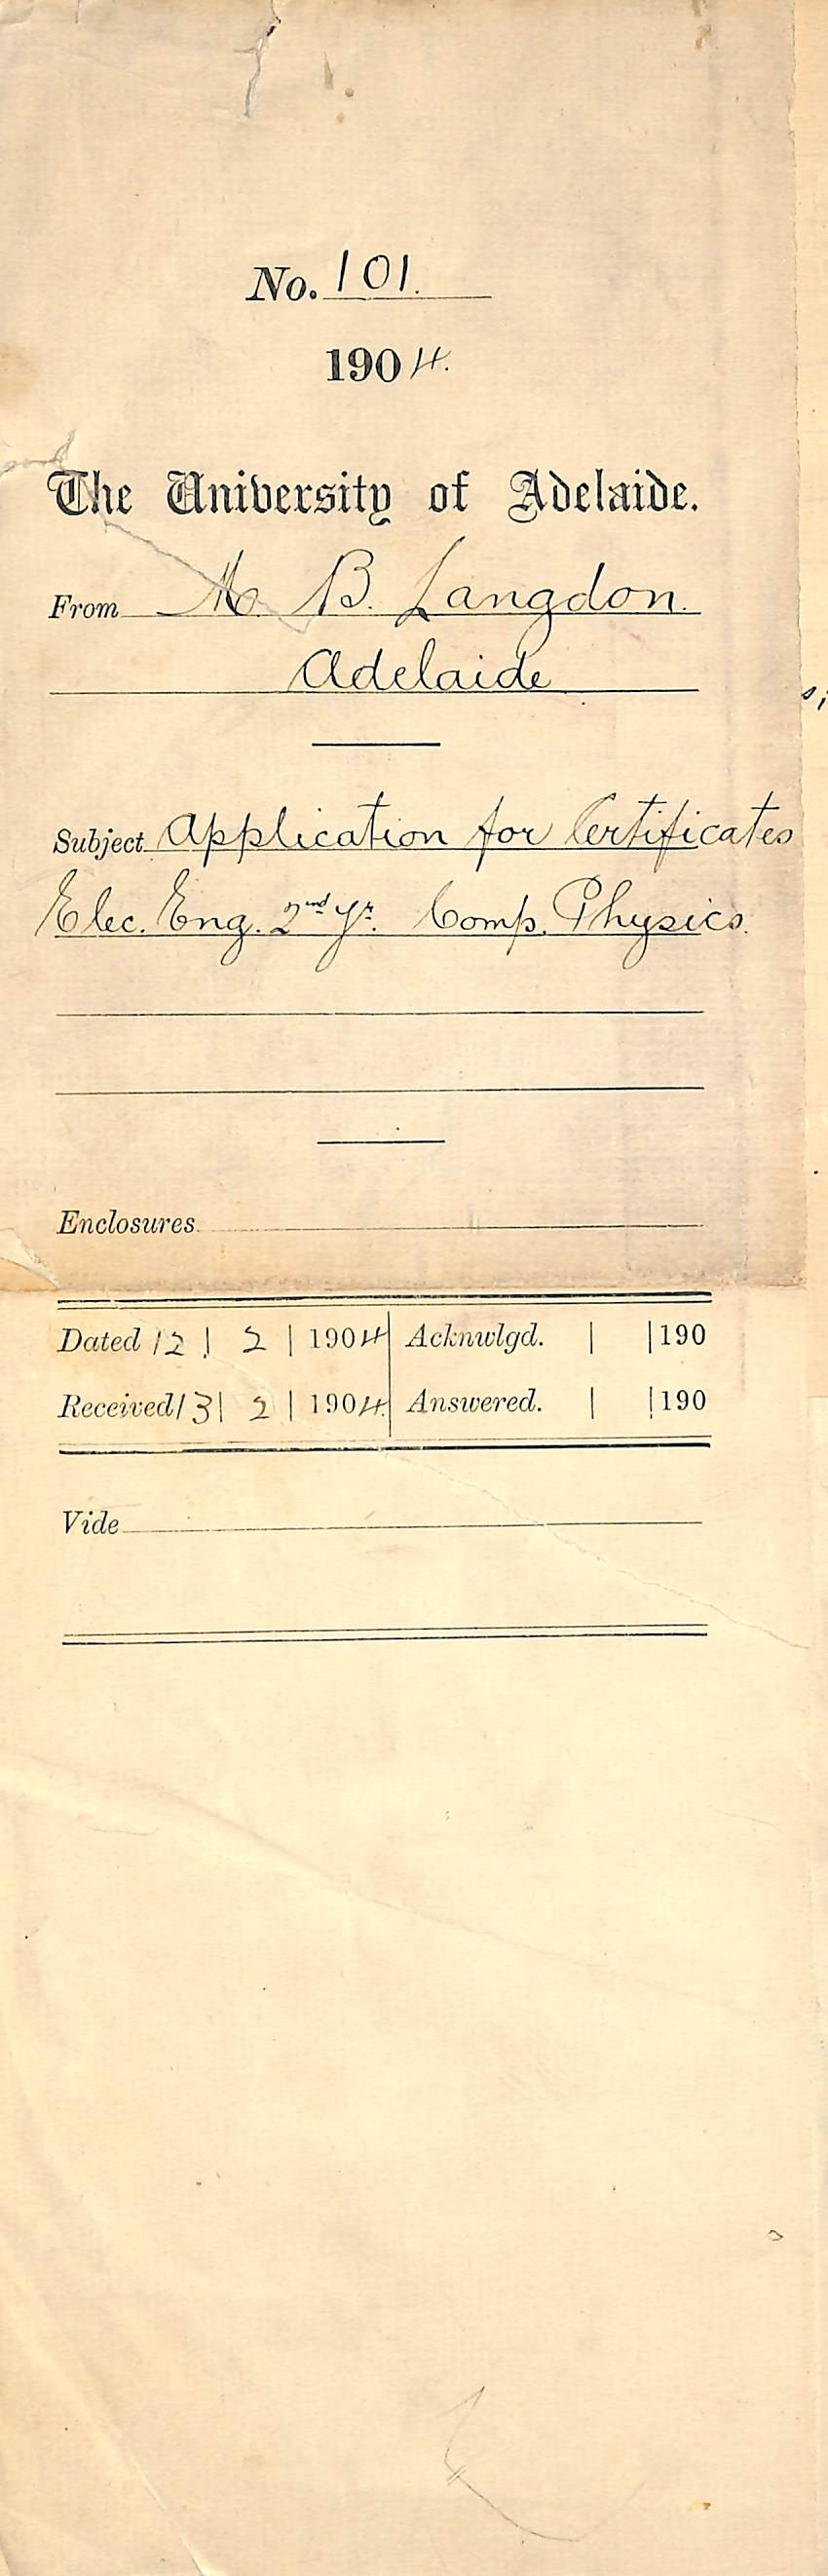 No. 101.
1904.
The University of Adelaide.
From Mr. B. Langdon.
Adelaide
Subject Application for Certificates
Elec. Eng. 2nd yr. Comp. Physics.
Enclosures
Dated 12 | 2 | 1904 | Acknwlgd. | | 190
Received 13 | 2 | 1904. | Answered. | | 190
Vide